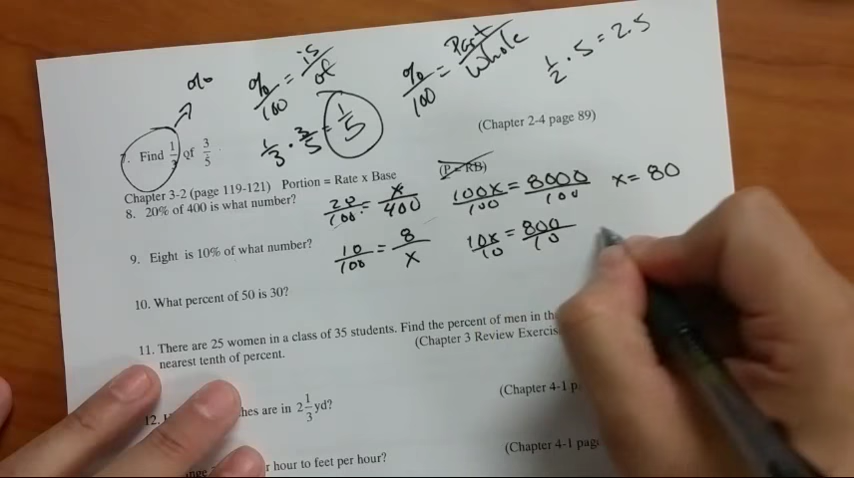 %
%/100 = is/of
%/100 = Part/Whole
1/2 · 5 = 2.5
7. Find 1/3 of 3/5
1/3 · 3/5 = 1/5
(Chapter 2-4 page 89)
Chapter 3-2 (page 119-121) Portion = Rate x Base
(P = RB)
8. 20% of 400 is what number?
20/100 = x/400
100x/100 = 8000/100 x = 80
9. Eight is 10% of what number?
10/100 = 8/x
10x/10 = 800/10
10. What percent of 50 is 30?
11. There are 25 women in a class of 35 students. Find the percent of men in
nearest tenth of percent.
(Chapter 3 Review
12. hes are in 2 1/3 yd?
(Chapter 4-1 p
r hour to feet per hour?
(Chapter 4-1 pag